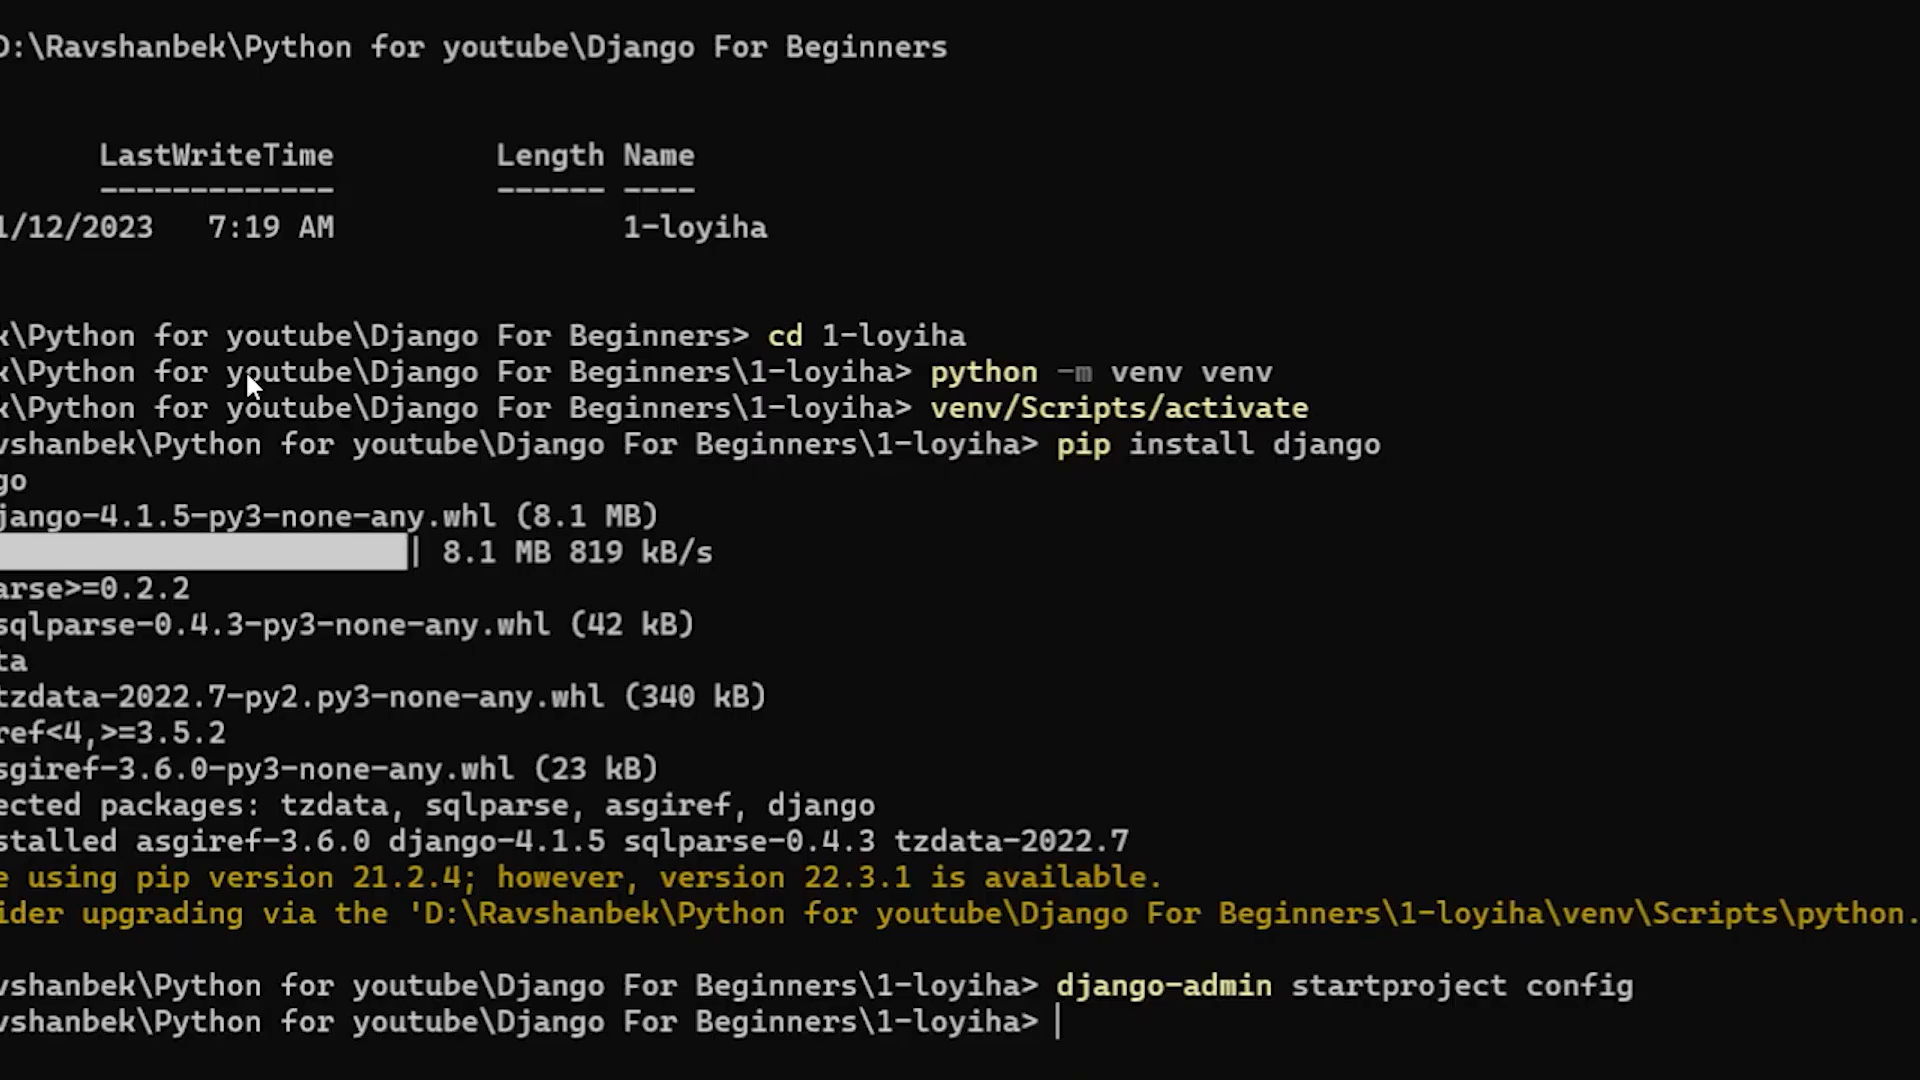 D:\Ravshanbek\Python for youtube\Django For Beginners
LastWriteTime Length Name
------------- ------ ----
1/12/2023 7:19 AM 1-loyiha
k\Python for youtube\Django For Beginners> cd 1-loyiha
k\Python for youtube\Django For Beginners\1-loyiha> python -m venv venv
k\Python for youtube\Django For Beginners\1-loyiha> venv/Scripts/activate
vshanbek\Python for youtube\Django For Beginners\1-loyiha> pip install django
go
jango-4.1.5-py3-none-any.whl (8.1 MB)
| 8.1 MB 819 kB/s
arse>=0.2.2
sqlparse-0.4.3-py3-none-any.whl (42 kB)
ta
tzdata-2022.7-py2.py3-none-any.whl (340 kB)
ref<4,>=3.5.2
sgiref-3.6.0-py3-none-any.whl (23 kB)
ected packages: tzdata, sqlparse, asgiref, django
stalled asgiref-3.6.0 django-4.1.5 sqlparse-0.4.3 tzdata-2022.7
e using pip version 21.2.4; however, version 22.3.1 is available.
ider upgrading via the 'D:\Ravshanbek\Python for youtube\Django For Beginners\1-loyiha\venv\Scripts\python.
vshanbek\Python for youtube\Django For Beginners\1-loyiha> django-admin startproject config
vshanbek\Python for youtube\Django For Beginners\1-loyiha>